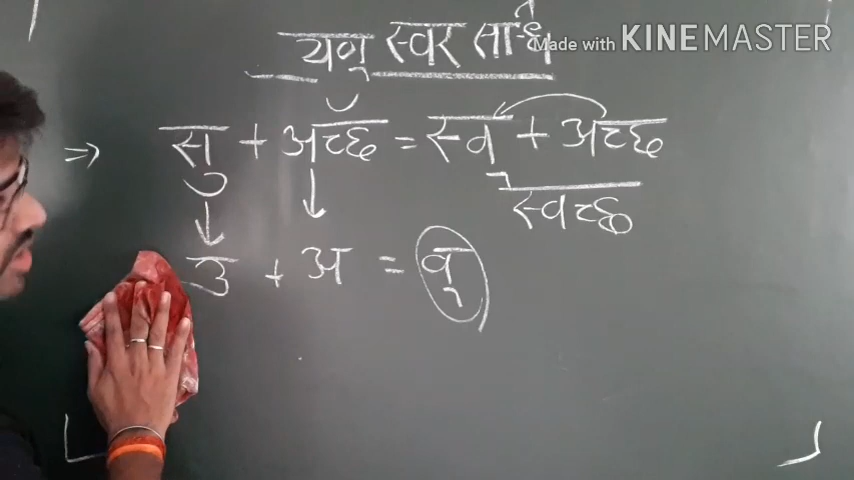 यण् स्वर सन्धि
Made with KINEMASTER
=> सु + अच्छ = स्व + अच्छ
स्वच्छ
उ + अ = व्